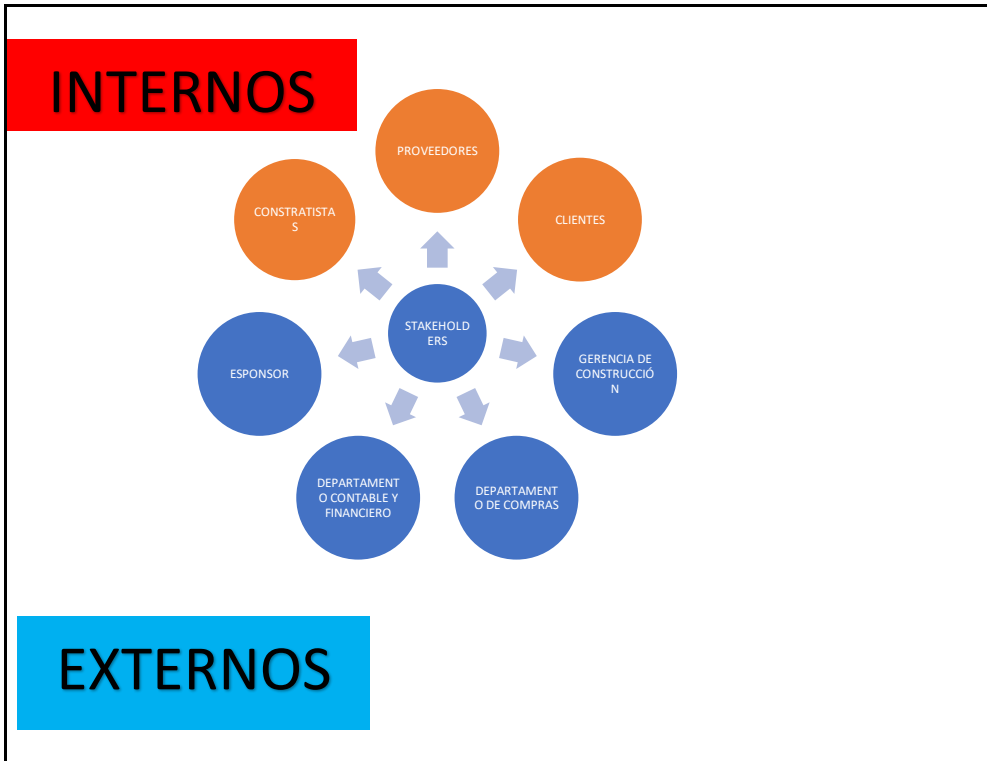 INTERNOS
PROVEEDORES
CONSTRATISTA
S
CLIENTES
STAKEHOLD
ERS
ESPONSOR
GERENCIA DE
CONSTRUCCIÓ
N
DEPARTAMENT
O CONTABLE Y
FINANCIERO
DEPARTAMENT
O DE COMPRAS
EXTERNOS